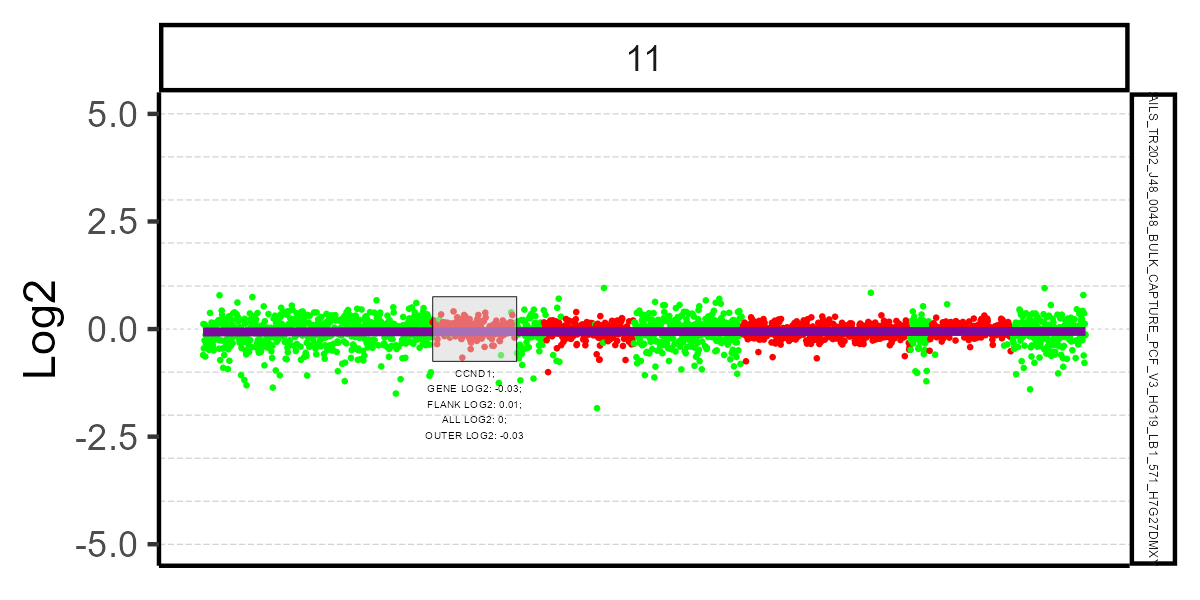 11
5.0
2.5
0.0
-2.5
-5.0
Log2
CCND1;
GENE LOG2: -0.03;
FLANK LOG2: 0.01;
ALL LOG2: 0;
OUTER LOG2: -0.03
AILS_TR202_J48_0048_BULK_CAPTURE_PCF_V3_HG19_LB1_571_H7G27DMXY